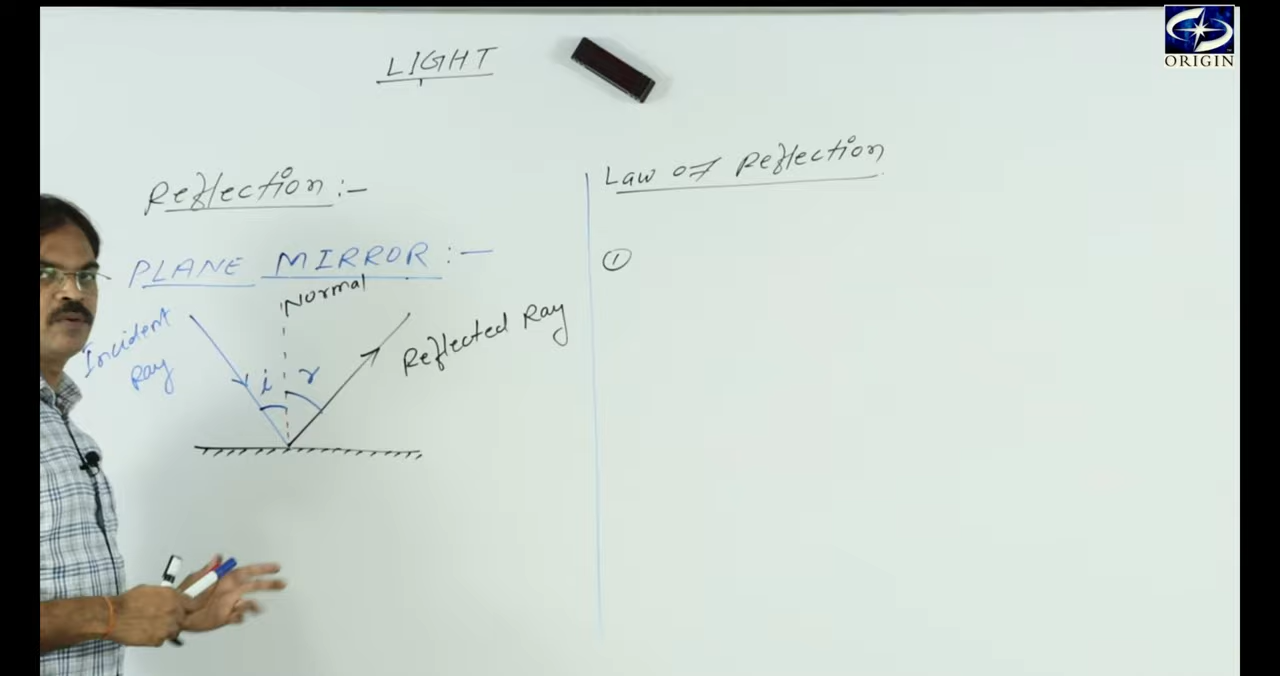 LIGHT
ORIGIN
Reflection:-
PLANE MIRROR:-
Normal
Incident
Ray
i
r
Reflected Ray
Law of Reflection
①